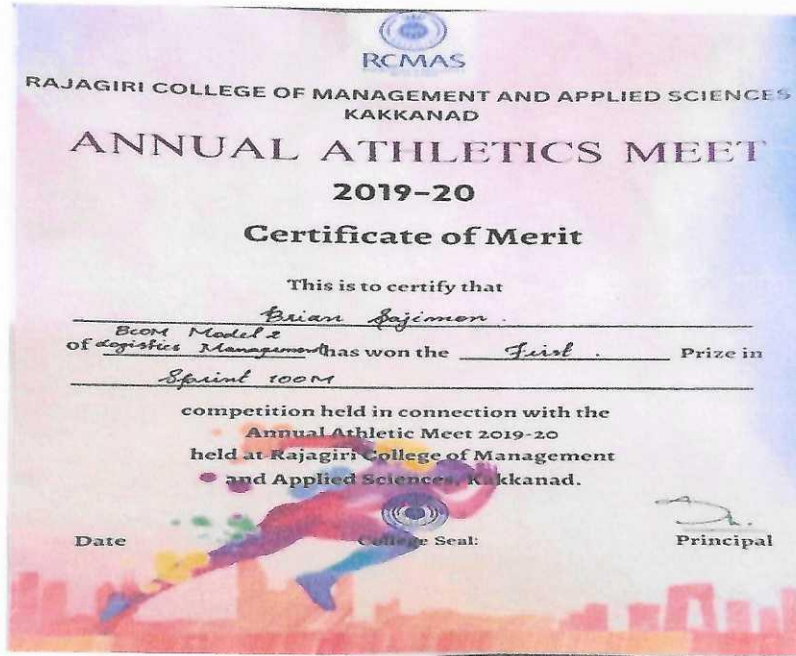 RCMAS
RAJAGIRI COLLEGE OF MANAGEMENT AND APPLIED SCIENCES
KAKKANAD
ANNUAL ATHLETICS MEET
2019-20
Certificate of Merit
This is to certify that
Brian Sajimon.
BCOM Model 2
of Logistics Management has won the First. Prize in
Sprint 100M
competition held in connection with the
Annual Athletic Meet 2019-20
held at Rajagiri College of Management
and Applied Sciences, Kakkanad.
Date College Seal: Principal